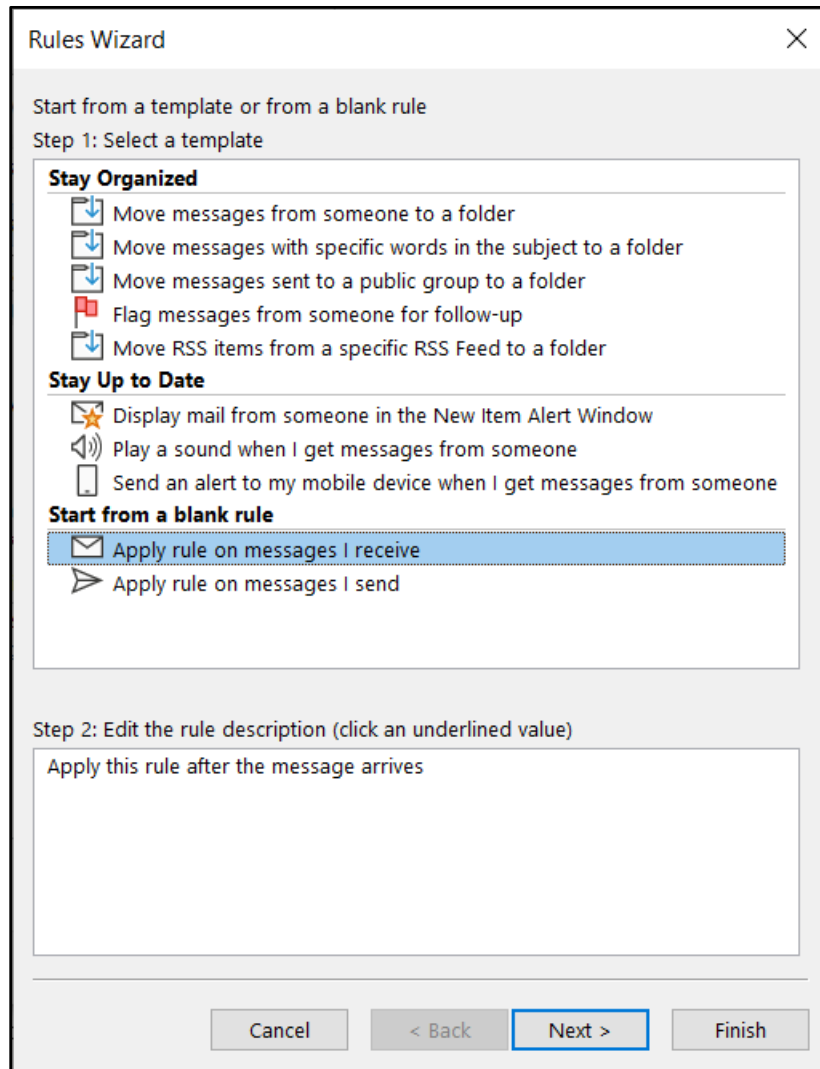 Rules Wizard
Start from a template or from a blank rule
Step 1: Select a template
Stay Organized
Move messages from someone to a folder
Move messages with specific words in the subject to a folder
Move messages sent to a public group to a folder
Flag messages from someone for follow-up
Move RSS items from a specific RSS Feed to a folder
Stay Up to Date
Display mail from someone in the New Item Alert Window
Play a sound when I get messages from someone
Send an alert to my mobile device when I get messages from someone
Start from a blank rule
Apply rule on messages I receive
Apply rule on messages I send
Step 2: Edit the rule description (click an underlined value)
Apply this rule after the message arrives
Cancel < Back Next > Finish